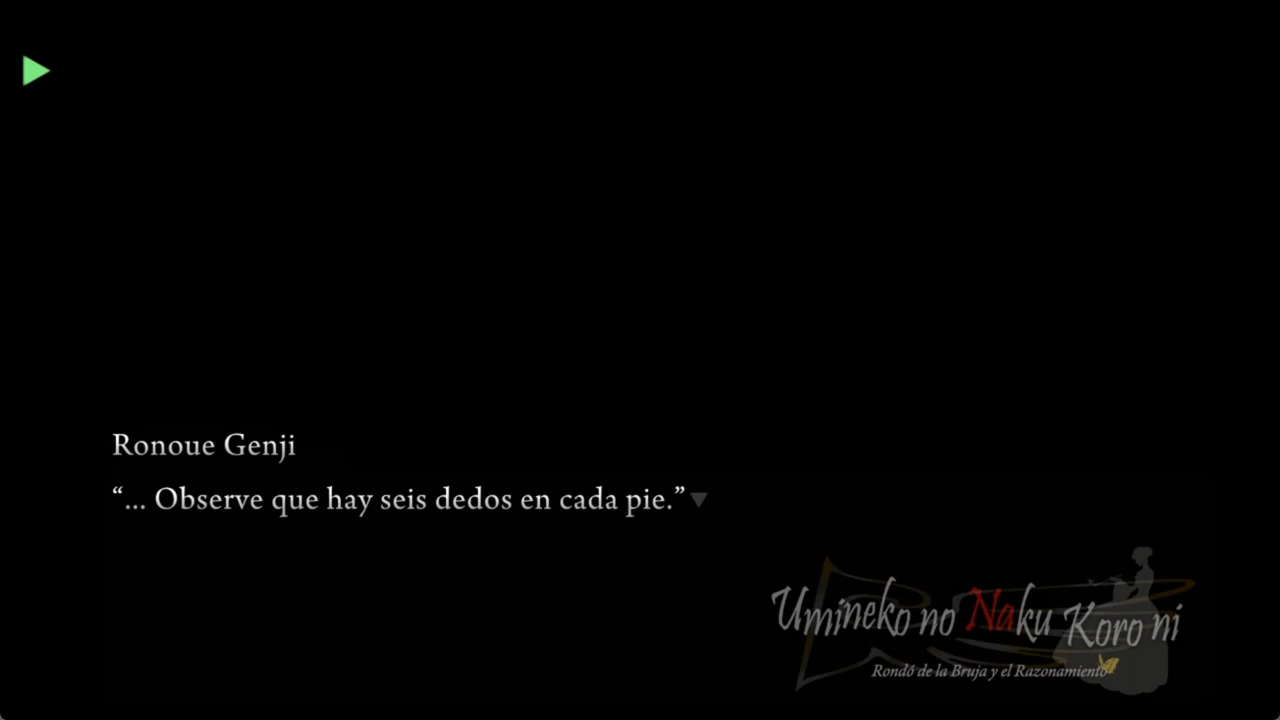 Ronoue Genji
“... Observe que hay seis dedos en cada pie.”
Umineko no Naku Koro ni
Rondó de la Bruja y el Razonamiento